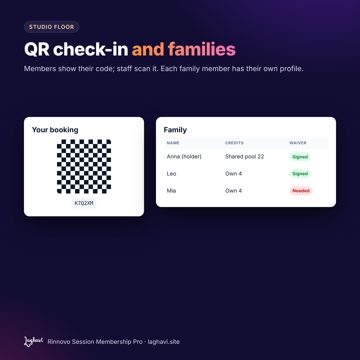 STUDIO FLOOR
QR check-in and families
Members show their code; staff scan it. Each family member has their own profile.
Your booking
K7Q2XM
Family
NAME CREDITS WAIVER
Anna (holder) Shared pool 22 Signed
Leo Own 4 Signed
Mia Own 4 Needed
laghavi Rinnovo Session Membership Pro · laghavi.site